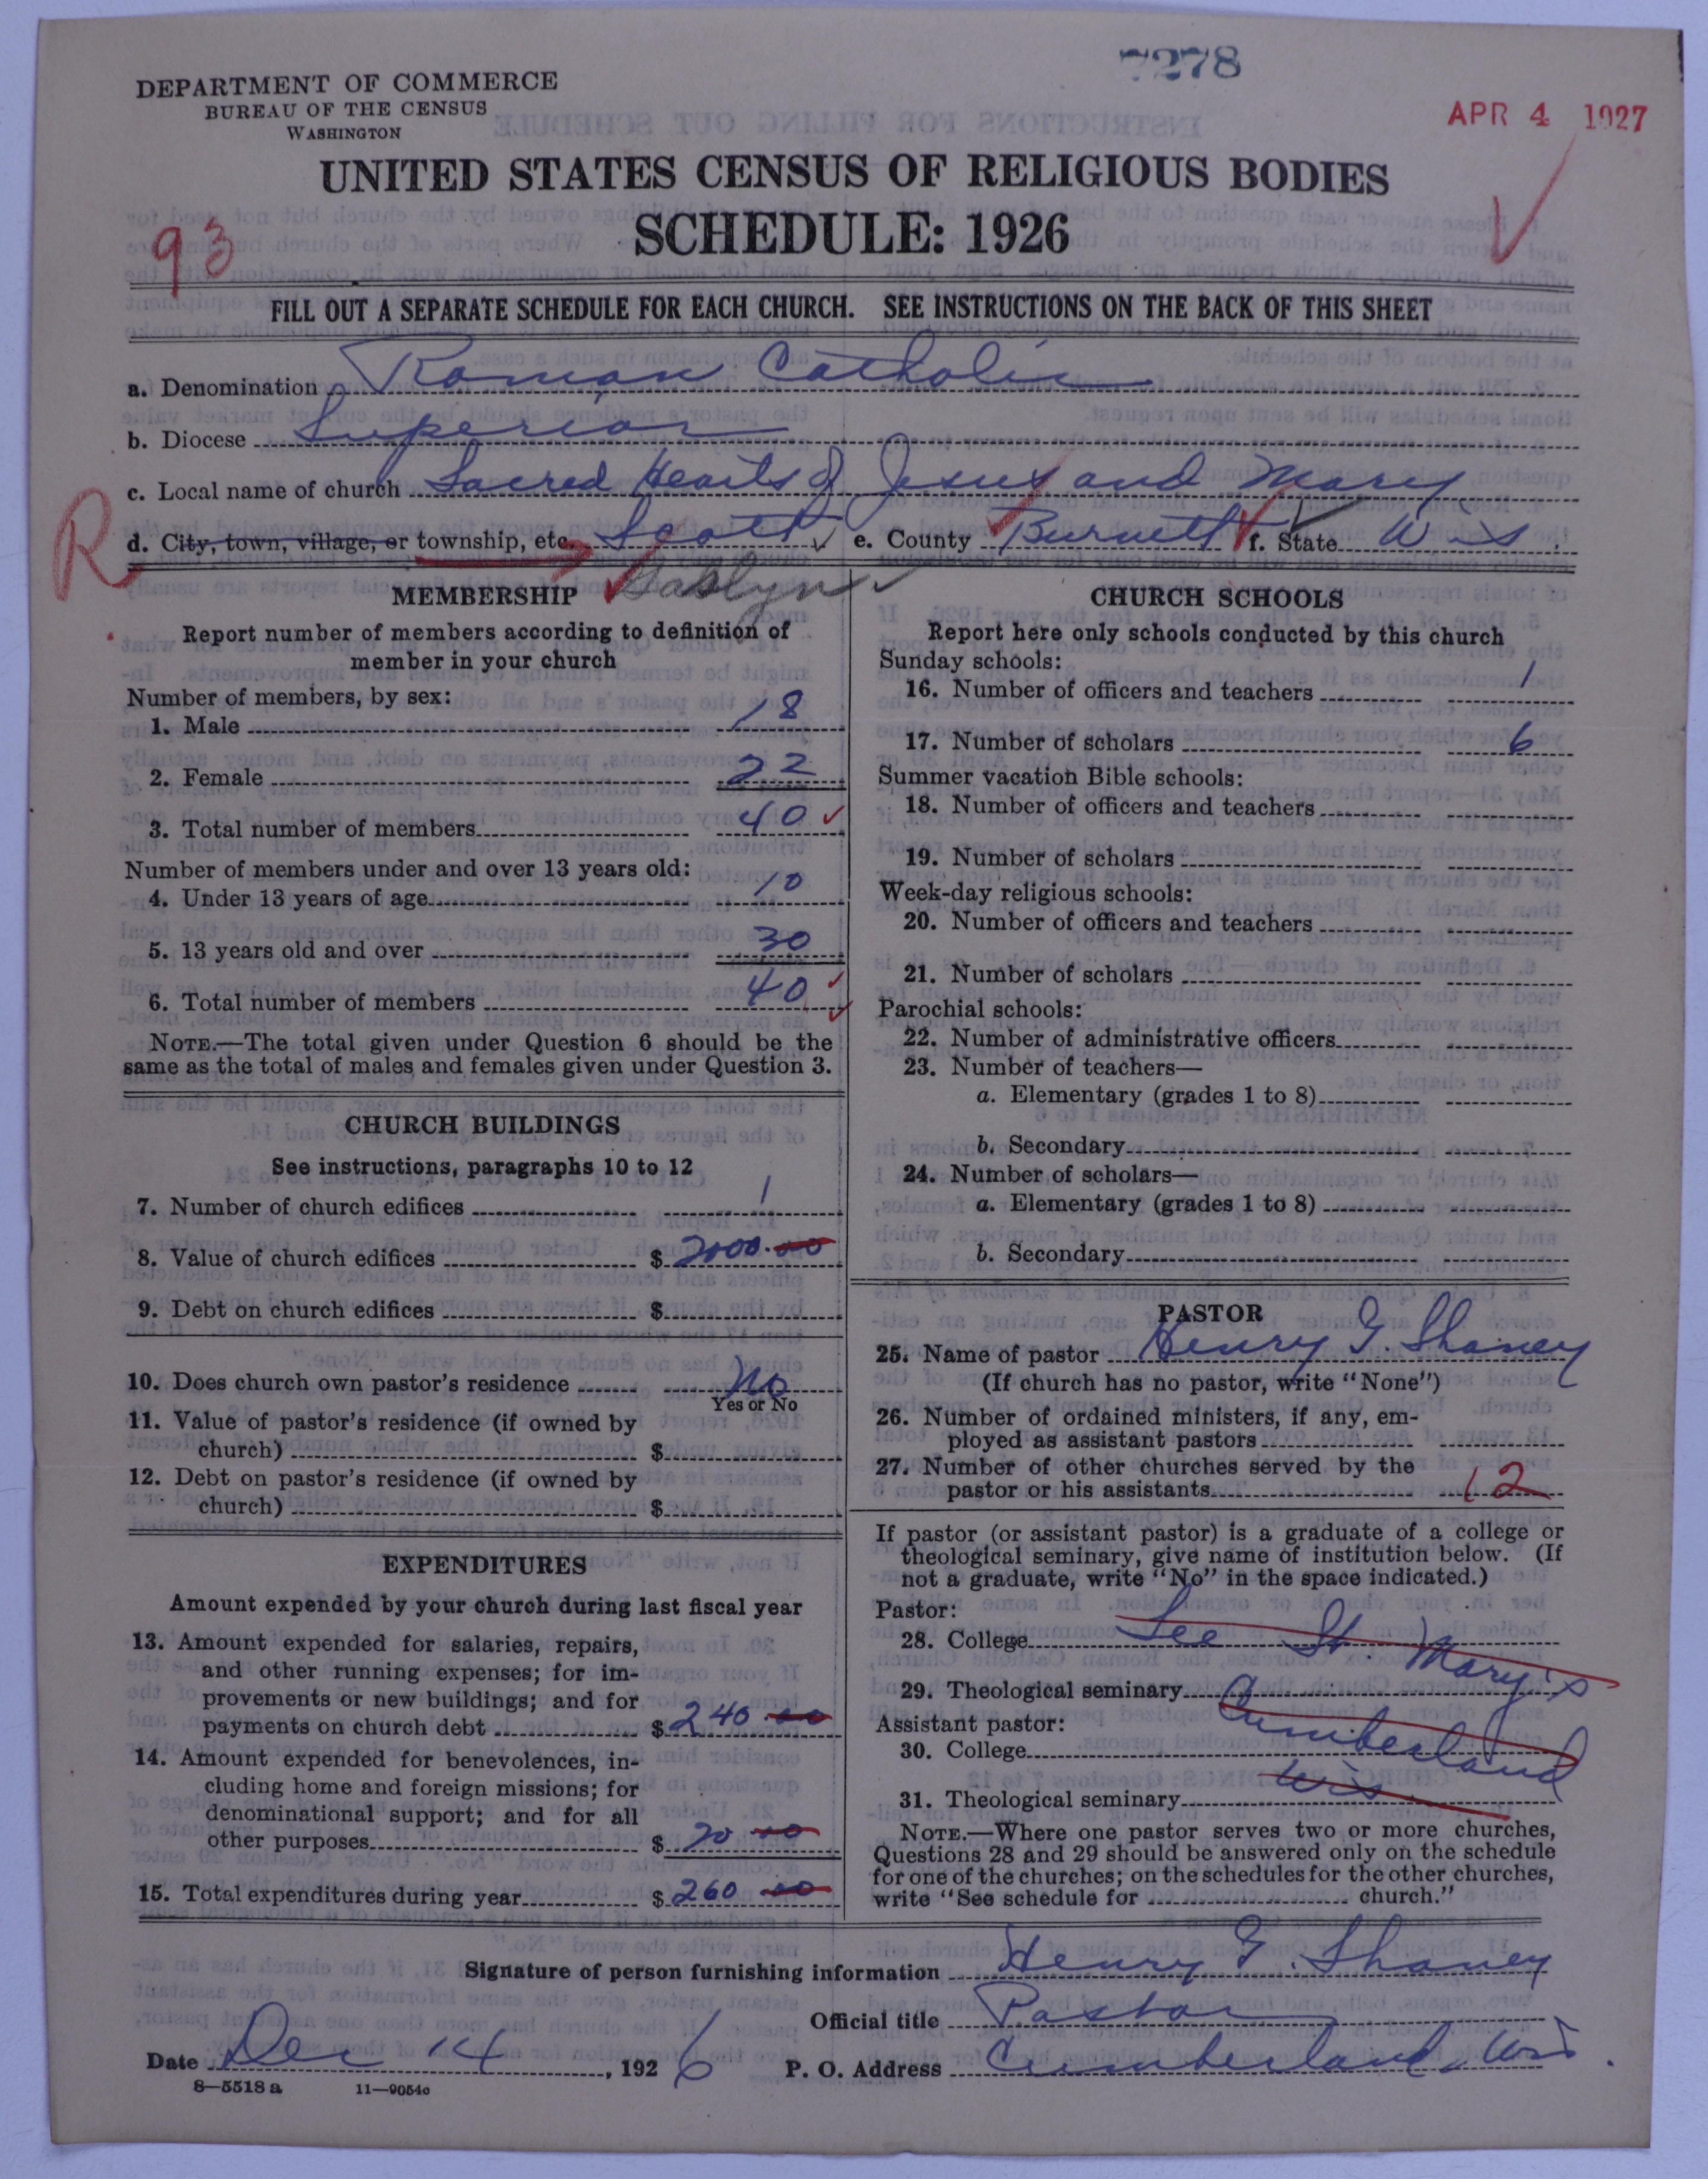 7278
DEPARTMENT OF COMMERCE
BUREAU OF THE CENSUS
WASHINGTON
APR 4 1927
UNITED STATES CENSUS OF RELIGIOUS BODIES
SCHEDULE: 1926
93
FILL OUT A SEPARATE SCHEDULE FOR EACH CHURCH. SEE INSTRUCTIONS ON THE BACK OF THIS SHEET
a. Denomination Roman Catholic
b. Diocese Superior
c. Local name of church Sacred Hearts of Jesus and Mary
R
d. City, town, village, or township, etc. Scott e. County Burnett f. State Wis.
MEMBERSHIP
Report number of members according to definition of
member in your church
Number of members, by sex:
1. Male 18
2. Female 22
3. Total number of members 40
Number of members under and over 13 years old:
4. Under 13 years of age 10
5. 13 years old and over 30
6. Total number of members 40
NOTE.—The total given under Question 6 should be the
same as the total of males and females given under Question 3.
CHURCH BUILDINGS
See instructions, paragraphs 10 to 12
7. Number of church edifices 1
8. Value of church edifices $ 2000.00
9. Debt on church edifices $
10. Does church own pastor's residence No
Yes or No
11. Value of pastor's residence (if owned by
church) $
12. Debt on pastor's residence (if owned by
church) $
EXPENDITURES
Amount expended by your church during last fiscal year
13. Amount expended for salaries, repairs,
and other running expenses; for im-
provements or new buildings; and for
payments on church debt $ 240.00
14. Amount expended for benevolences, in-
cluding home and foreign missions; for
denominational support; and for all
other purposes $ 20.00
15. Total expenditures during year $ 260.00
CHURCH SCHOOLS
Report here only schools conducted by this church
Sunday schools:
16. Number of officers and teachers 1
17. Number of scholars 6
Summer vacation Bible schools:
18. Number of officers and teachers
19. Number of scholars
Week-day religious schools:
20. Number of officers and teachers
21. Number of scholars
Parochial schools:
22. Number of administrative officers
23. Number of teachers—
a. Elementary (grades 1 to 8)
b. Secondary
24. Number of scholars—
a. Elementary (grades 1 to 8)
b. Secondary
PASTOR
25. Name of pastor Henry F Shaney
(If church has no pastor, write "None")
26. Number of ordained ministers, if any, em-
ployed as assistant pastors
27. Number of other churches served by the
pastor or his assistants 12
If pastor (or assistant pastor) is a graduate of a college or
theological seminary, give name of institution below. (If
not a graduate, write "No" in the space indicated.)
Pastor:
28. College See St. Mary's
29. Theological seminary Cumberland
Assistant pastor:
30. College
Wis
31. Theological seminary
NOTE.—Where one pastor serves two or more churches,
Questions 28 and 29 should be answered only on the schedule
for one of the churches; on the schedules for the other churches,
write "See schedule for church."
Signature of person furnishing information Henry F. Shaney
Official title Pastor
Date Dec 14, 1926 P. O. Address Cumberland, Wis.
8—5518 a 11—9054a